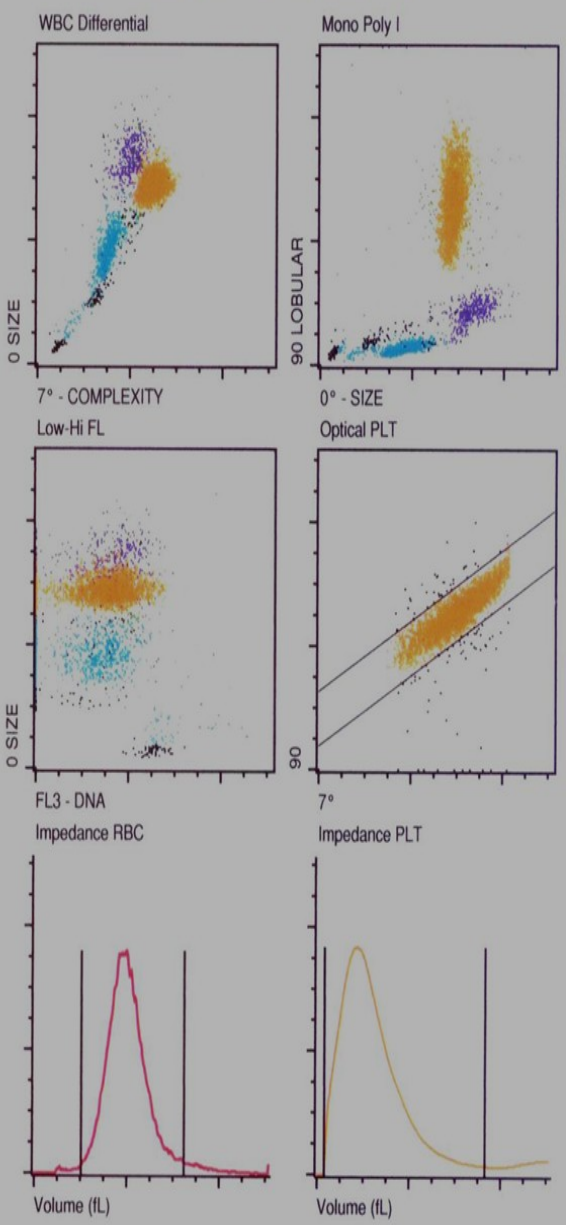 WBC Differential
Mono Poly I
0 SIZE
90 LOBULAR
7° - COMPLEXITY
0° - SIZE
Low-Hi FL
Optical PLT
0 SIZE
90
FL3 - DNA
7°
Impedance RBC
Impedance PLT
Volume (fL)
Volume (fL)